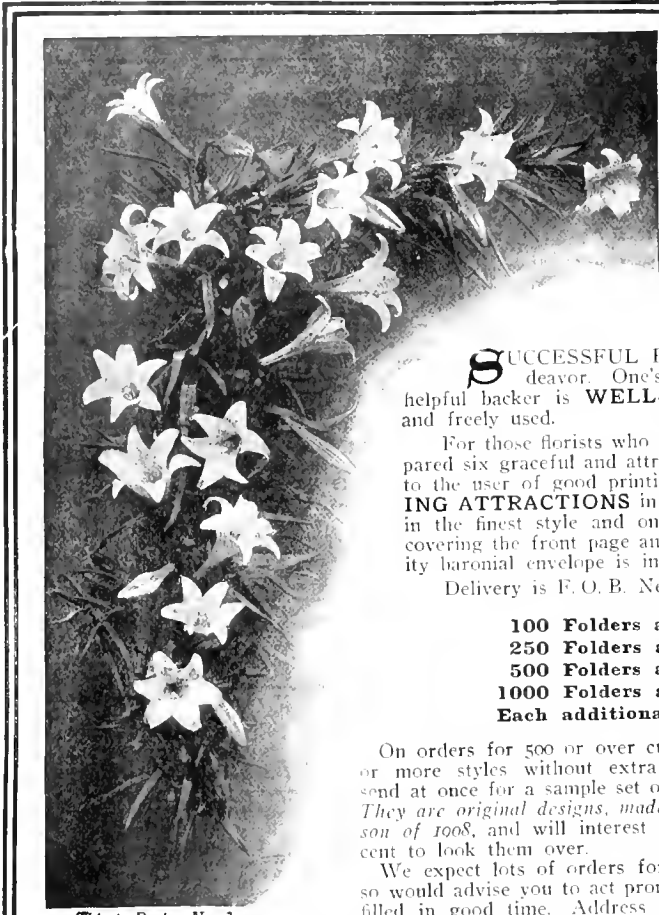 SUCCESSFUL
deavor. One's
helpful backer is WELL-
and freely used.
For those florists who
pared six graceful and attr
to the user of good printi
ING ATTRACTIONS in
in the finest style and on
covering the front page an
ity baronial envelope is in
Delivery is F. O. B. Ne
100 Folders a
250 Folders a
500 Folders a
1000 Folders a
Each additiona
On orders for 500 or over cu
or more styles without extra
send at once for a sample set o
They are original designs, mad
son of 1908, and will interest
cent to look them over.
We expect lots of orders for
so would advise you to act pron
filled in good time. Address